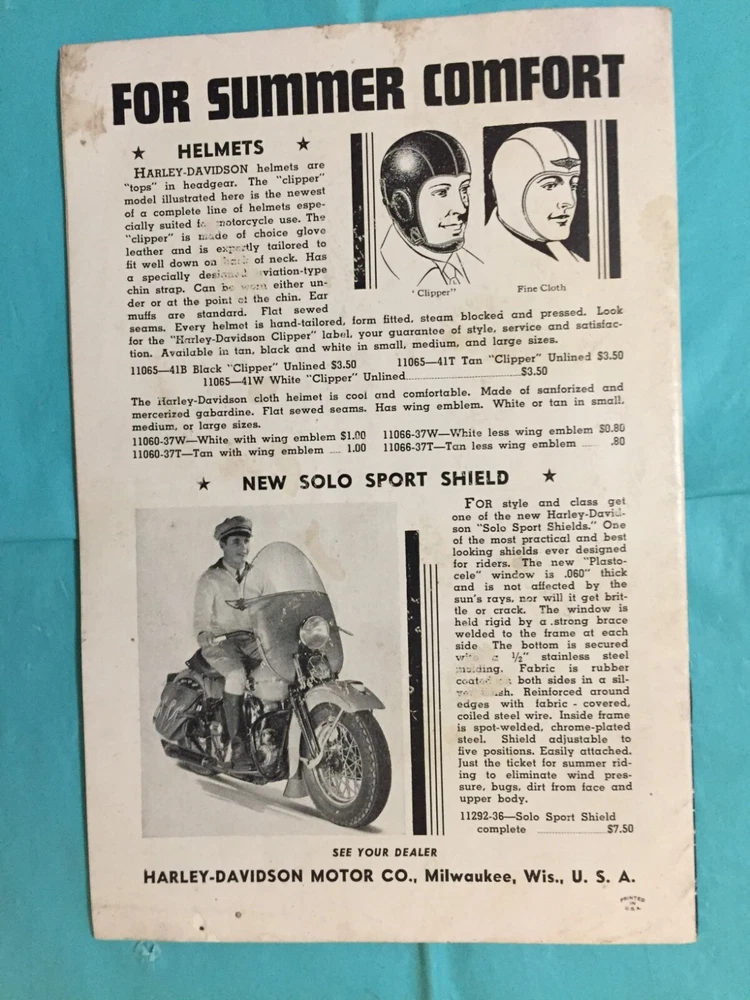 FOR SUMMER COMFORT
★ HELMETS ★
HARLEY-DAVIDSON helmets are
"tops" in headgear. The "clipper"
model illustrated here is the newest
of a complete line of helmets espe-
cially suited motorcycle use. The
"clipper" is made of choice glove
leather and is expertly tailored to
fit well down on back of neck. Has
a specially designed aviation-type
chin strap. Can be worn either un-
der or at the point of the chin. Ear
muffs are standard. Flat sewed
seams. Every helmet is hand-tailored, form fitted, steam blocked and pressed. Look
for the "Harley-Davidson Clipper" label, your guarantee of style, service and satisfac-
tion. Available in tan, black and white in small, medium, and large sizes.
"Clipper"
Fine Cloth
11065—41B Black "Clipper" Unlined $3.50
11065—41T Tan "Clipper" Unlined $3.50
11065—41W White "Clipper" Unlined $3.50
The Harley-Davidson cloth helmet is cool and comfortable. Made of sanforized and
mercerized gabardine. Flat sewed seams. Has wing emblem. White or tan in small,
medium, or large sizes.
11060-37W—White with wing emblem $1.00
11060-37T—Tan with wing emblem .... 1.00
11066-37W—White less wing emblem $0.80
11066-37T—Tan less wing emblem .... .80
★ NEW SOLO SPORT SHIELD ★
FOR style and class get
one of the new Harley-David-
son "Solo Sport Shields." One
of the most practical and best
looking shields ever designed
for riders. The new "Plasto-
cele" window is .060" thick
and is not affected by the
sun's rays, nor will it get brit-
tle or crack. The window is
held rigid by a strong brace
welded to the frame at each
side The bottom is secured
with a ½" stainless steel
molding. Fabric is rubber
coated on both sides in a sil-
Reinforced around
edges with fabric - covered,
coiled steel wire. Inside frame
is spot-welded, chrome-plated
steel. Shield adjustable to
five positions. Easily attached.
Just the ticket for summer rid-
ing to eliminate wind pres-
sure, bugs, dirt from face and
upper body.
11292-36—Solo Sport Shield
complete $7.50
SEE YOUR DEALER
HARLEY-DAVIDSON MOTOR CO., Milwaukee, Wis., U. S. A.
PRINTED
IN
U.S.A.